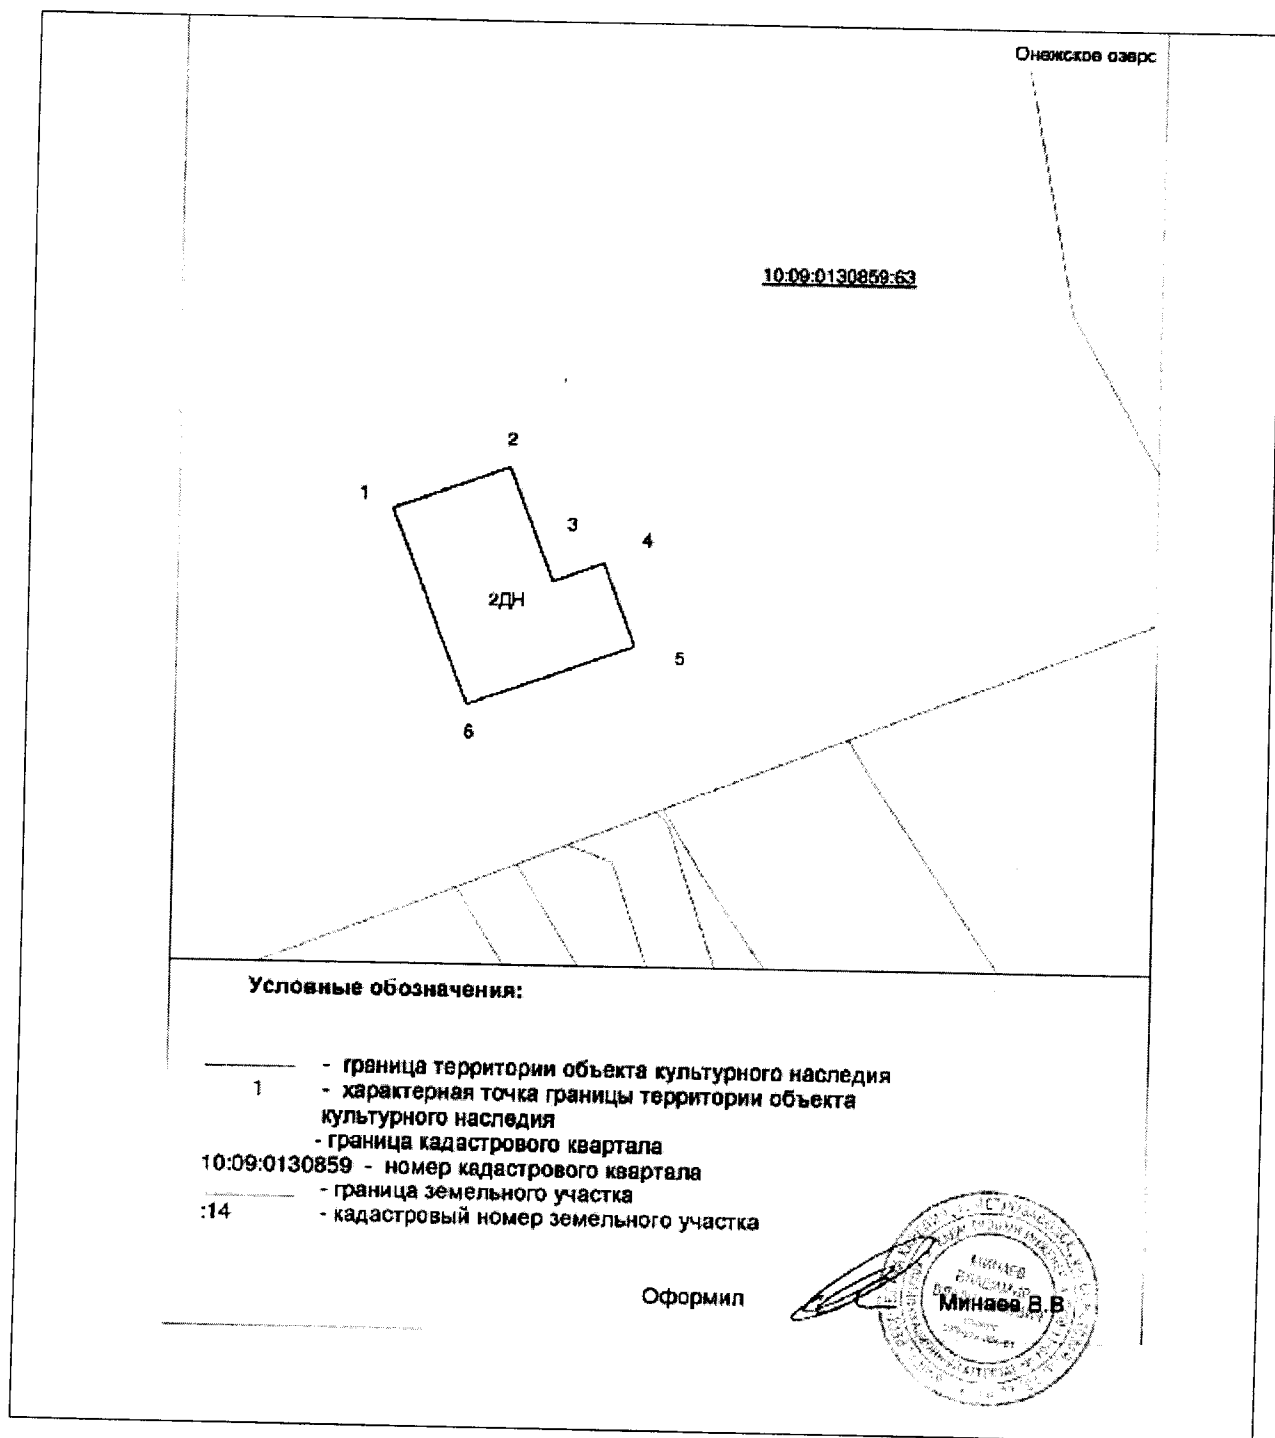 Онежское озеро
10:09:0130859:63
2
1
3
4
2ДН
5
6
Условные обозначения:
- граница территории объекта культурного наследия
1 - характерная точка границы территории объекта
культурного наследия
- граница кадастрового квартала
10:09:0130859 - номер кадастрового квартала
- граница земельного участка
:14 - кадастровый номер земельного участка
МИНАЕВ
ВЛАДИМИР
Оформил Минаев В.В